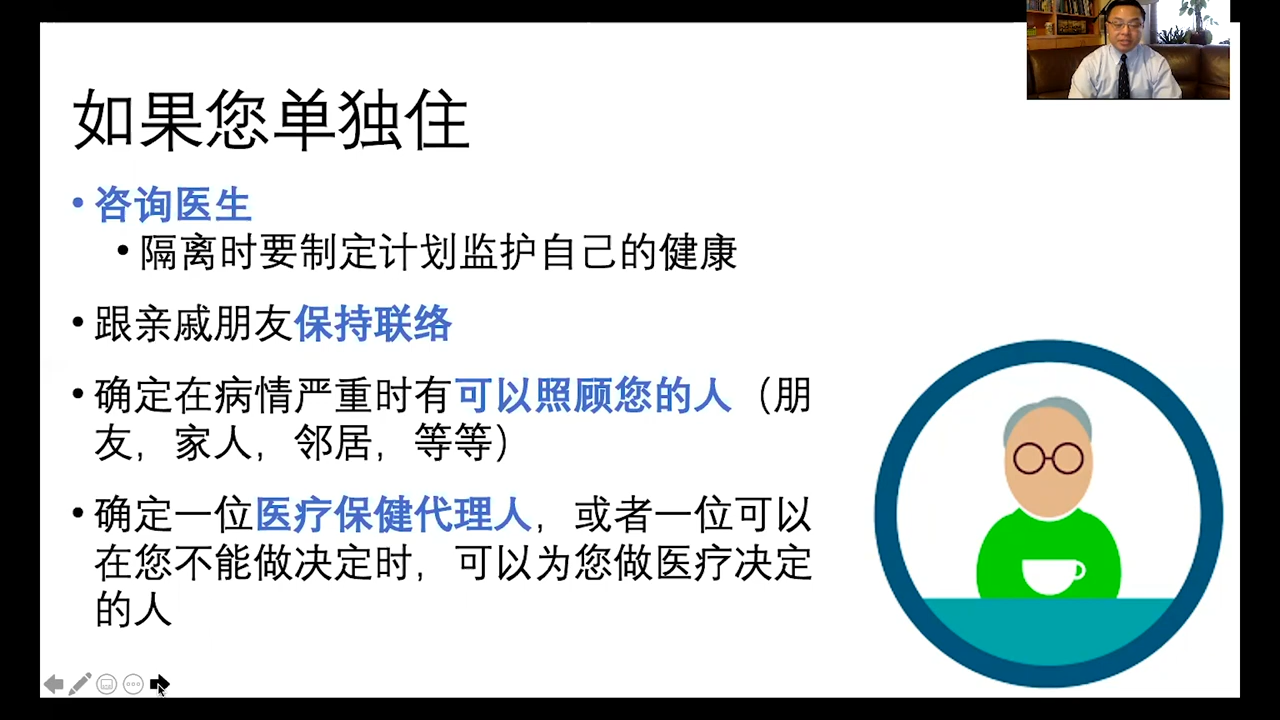 如果您单独住
• 咨询医生
• 隔离时要制定计划监护自己的健康
• 跟亲戚朋友保持联络
• 确定在病情严重时有可以照顾您的人（朋
友，家人，邻居，等等）
• 确定一位医疗保健代理人，或者一位可以
在您不能做决定时，可以为您做医疗决定
的人